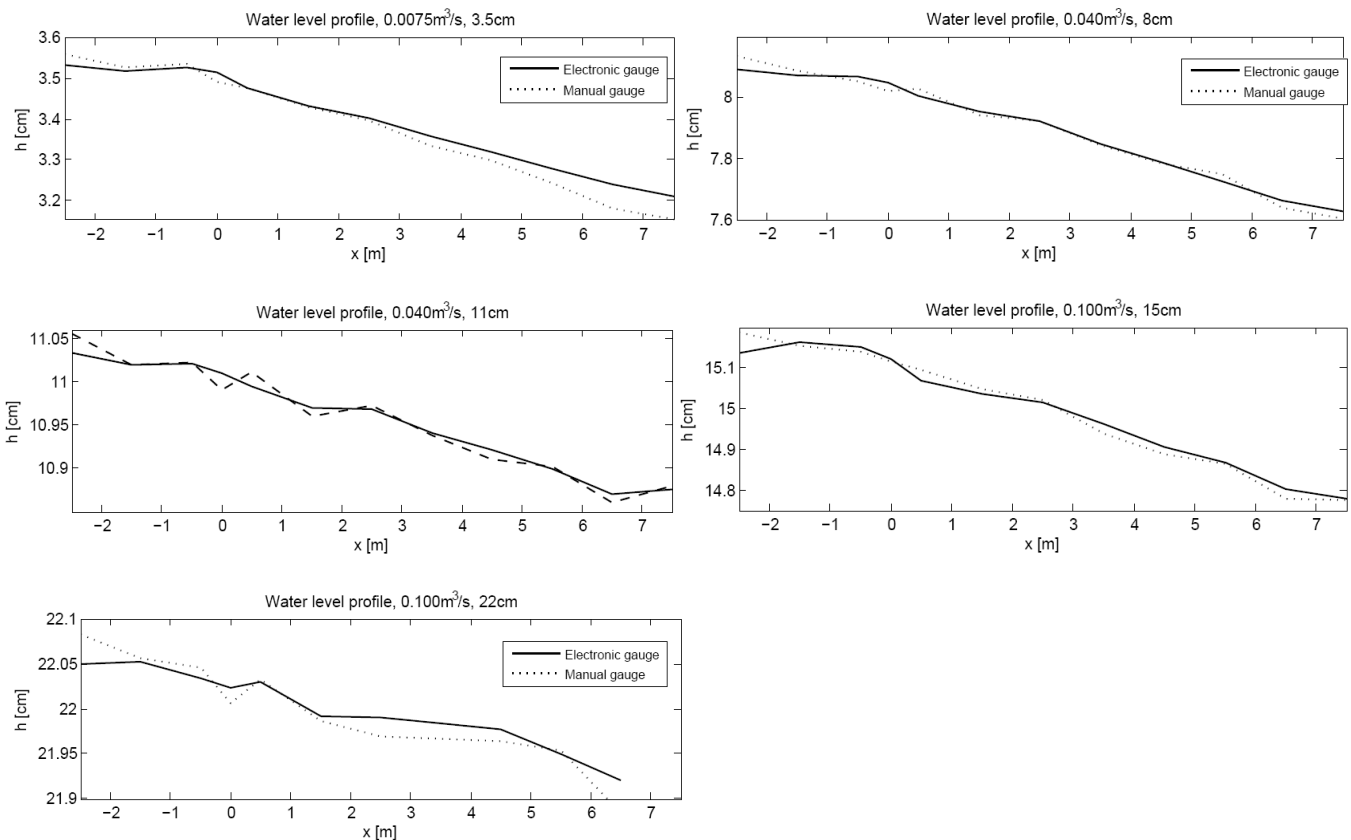 Water level profile, 0.0075m³/s, 3.5cm
3.6
3.5
3.4
3.3
3.2
h [cm]
Electronic gauge
Manual gauge
−2 −1 0 1 2 3 4 5 6 7
x [m]
Water level profile, 0.040m³/s, 8cm
8
7.8
7.6
h [cm]
Electronic gauge
Manual gauge
−2 −1 0 1 2 3 4 5 6 7
x [m]
Water level profile, 0.040m³/s, 11cm
11.05
11
10.95
10.9
h [cm]
−2 −1 0 1 2 3 4 5 6 7
x [m]
Water level profile, 0.100m³/s, 15cm
15.1
15
14.9
14.8
h [cm]
−2 −1 0 1 2 3 4 5 6 7
x [m]
Water level profile, 0.100m³/s, 22cm
22.1
22.05
22
21.95
21.9
h [cm]
Electronic gauge
Manual gauge
−2 −1 0 1 2 3 4 5 6 7
x [m]